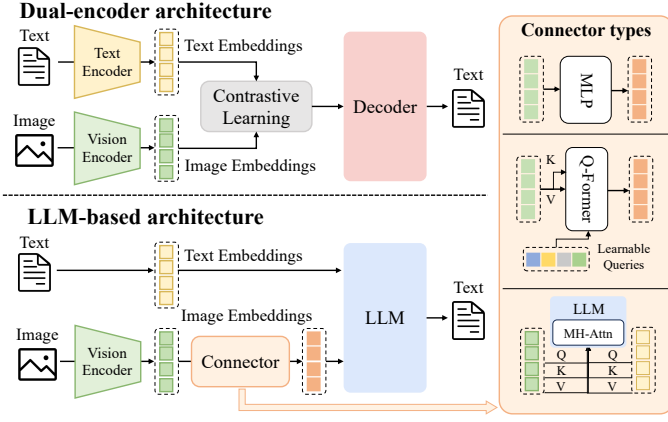 Dual-encoder architecture
Text
Text
Encoder
Text Embeddings
Contrastive
Learning
Decoder
Text
Image
Vision
Encoder
Image Embeddings
LLM-based architecture
Text
Text Embeddings
LLM
Text
Image
Vision
Encoder
Image Embeddings
Connector
Connector types
MLP
K
V
Q-Former
Learnable
Queries
LLM
MH-Attn
Q Q
K K
V V